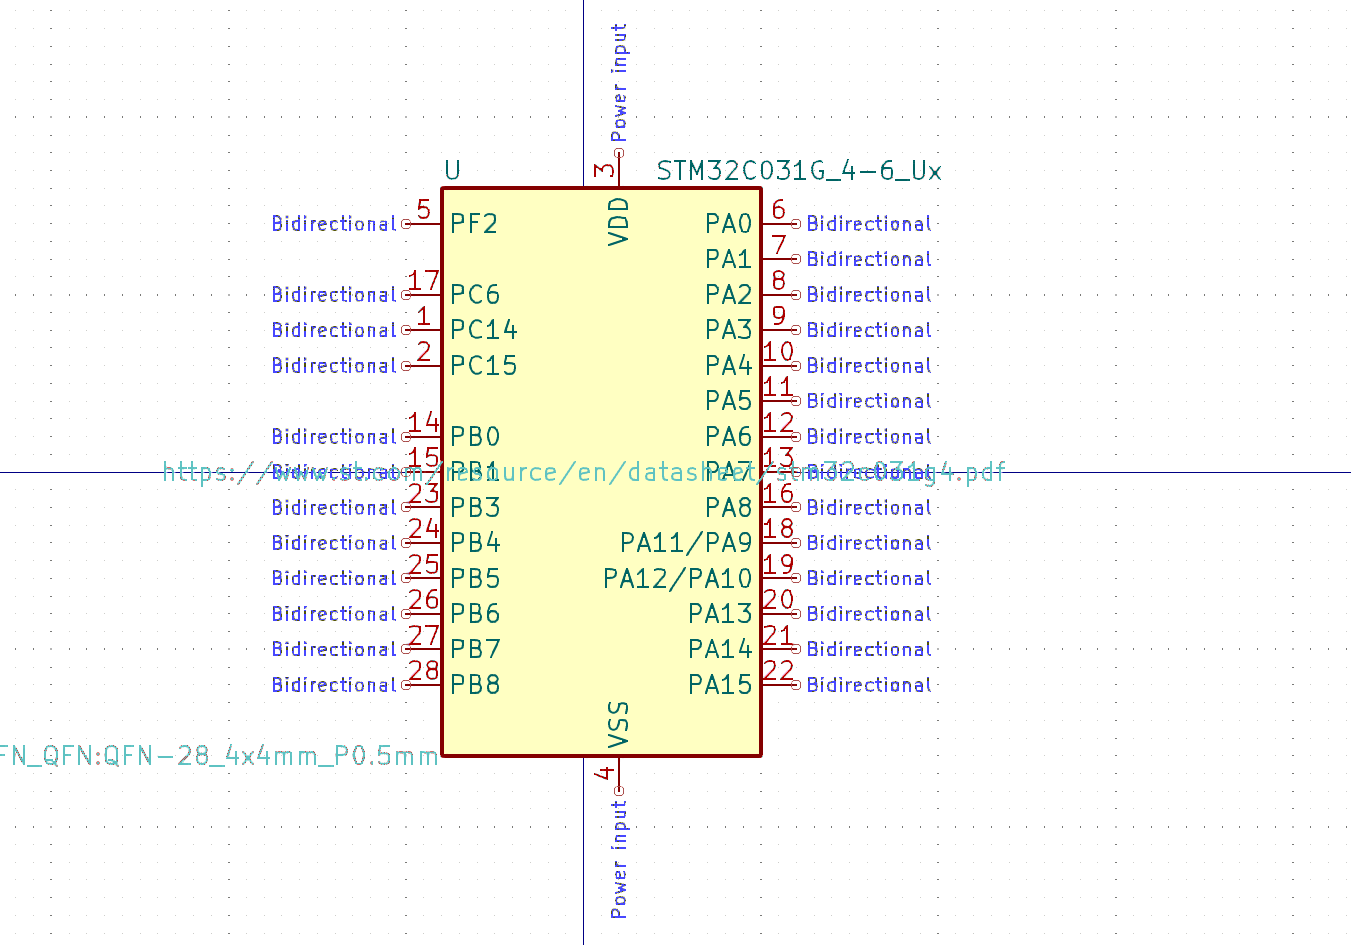 Power input
3
U STM32C031G_4-6_Ux
VDD
Bidirectional 5 PF2 PA0 6 Bidirectional
PA1 7 Bidirectional
Bidirectional 17 PC6 PA2 8 Bidirectional
Bidirectional 1 PC14 PA3 9 Bidirectional
Bidirectional 2 PC15 PA4 10 Bidirectional
PA5 11 Bidirectional
Bidirectional 14 PB0 PA6 12 Bidirectional
Bidirectional 15 PB1 PA7 13 Bidirectional
https://www.st.com/resource/en/datasheet/stm32c031g4.pdf
Bidirectional 23 PB3 PA8 16 Bidirectional
Bidirectional 24 PB4 PA11/PA9 18 Bidirectional
Bidirectional 25 PB5 PA12/PA10 19 Bidirectional
Bidirectional 26 PB6 PA13 20 Bidirectional
Bidirectional 27 PB7 PA14 21 Bidirectional
Bidirectional 28 PB8 PA15 22 Bidirectional
VSS
FN_QFN:QFN-28_4x4mm_P0.5mm
4
Power input